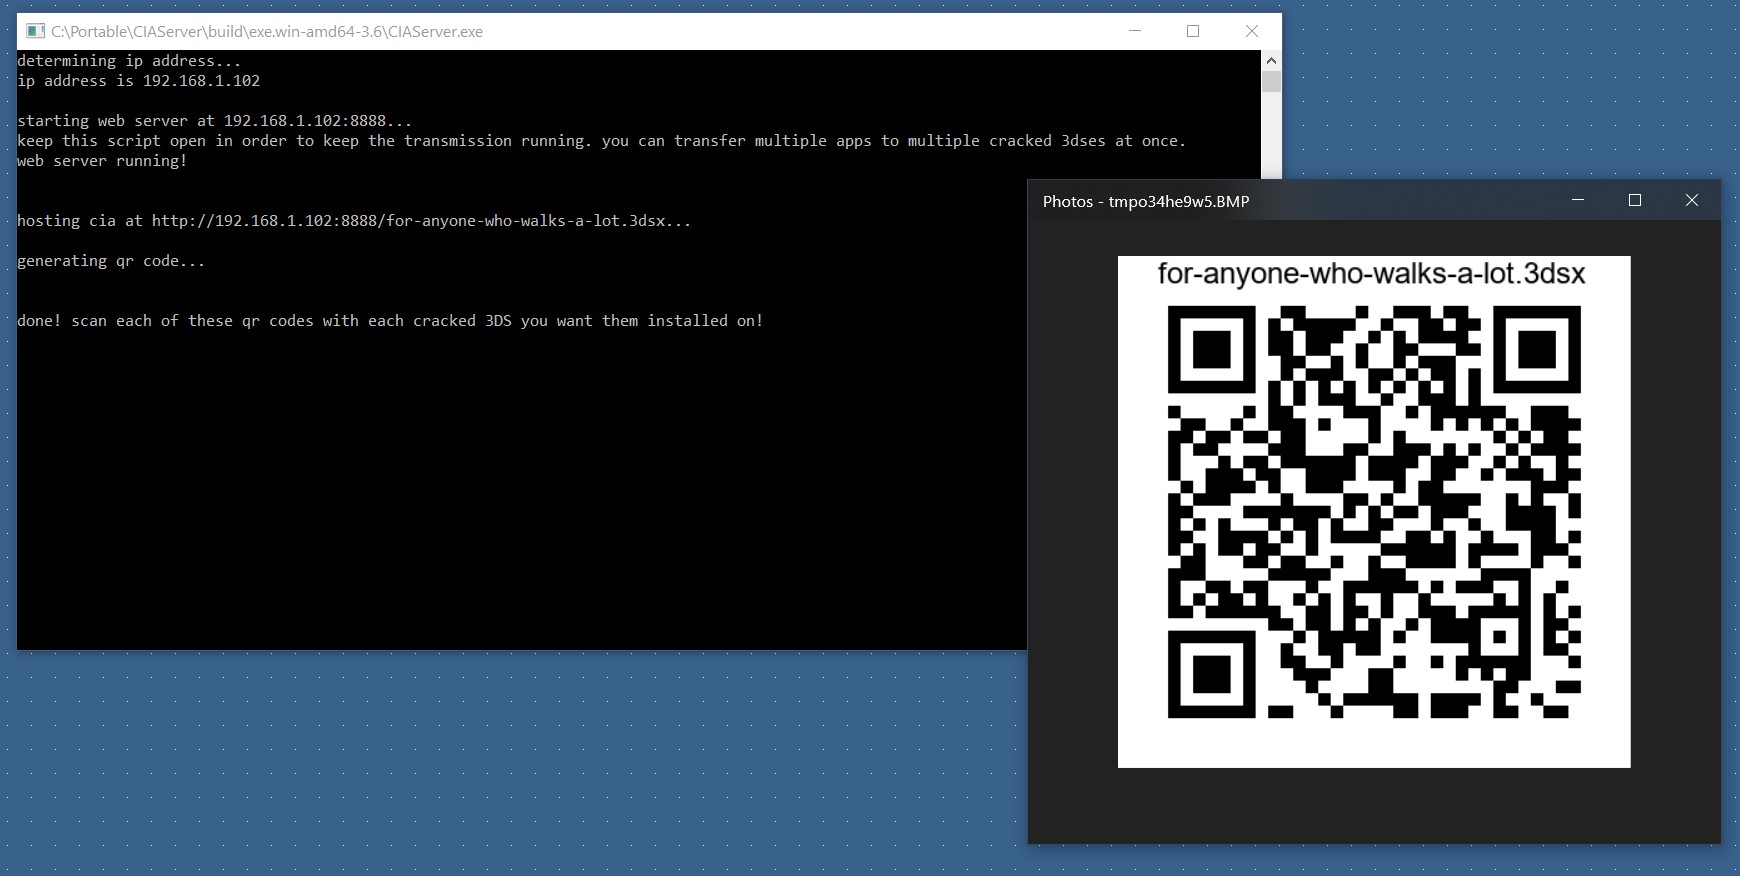 C:\Portable\CIAServer\build\exe.win-amd64-3.6\CIAServer.exe
determining ip address...
ip address is 192.168.1.102
starting web server at 192.168.1.102:8888...
keep this script open in order to keep the transmission running. you can transfer multiple apps to multiple cracked 3dses at once.
web server running!
hosting cia at http://192.168.1.102:8888/for-anyone-who-walks-a-lot.3dsx...
generating qr code...
done! scan each of these qr codes with each cracked 3DS you want them installed on!
Photos - tmpo34he9w5.BMP
for-anyone-who-walks-a-lot.3dsx